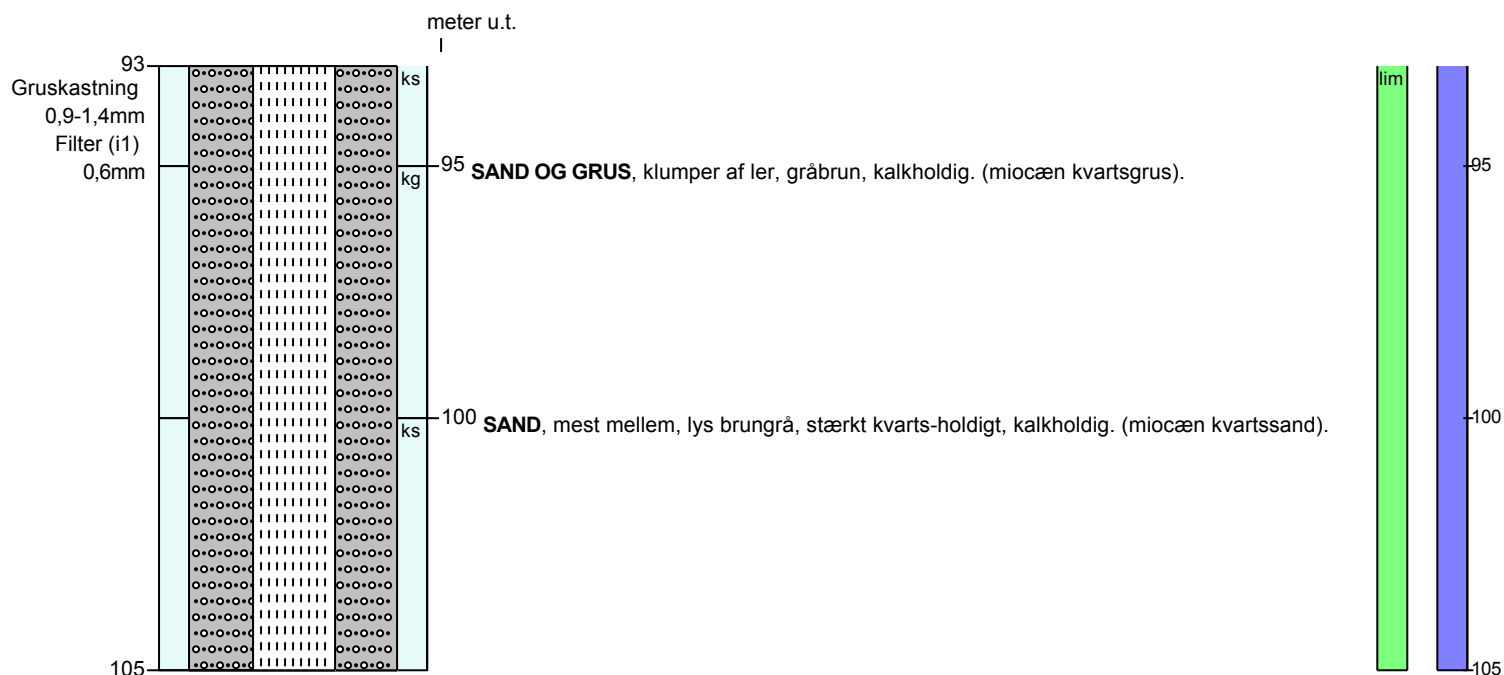 meter u.t.
93
ks
lim
Gruskastning
0,9-1,4mm
Filter (i1)
0,6mm
95 SAND OG GRUS, klumper af ler, gråbrun, kalkholdig. (miocæn kvartsgrus).
95
kg
100 SAND, mest mellem, lys brungrå, stærkt kvarts-holdigt, kalkholdig. (miocæn kvartssand).
100
ks
105
105